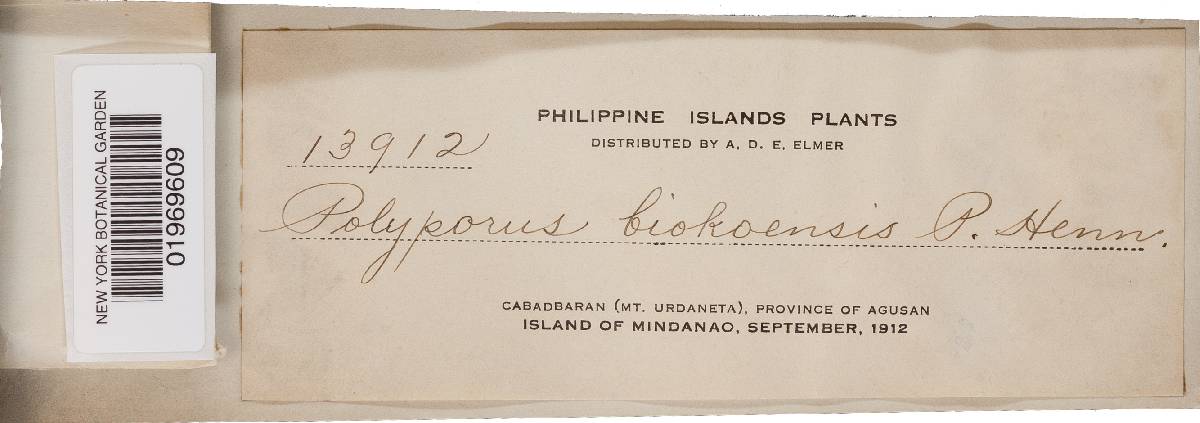 NEW YORK BOTANICAL GARDEN
01969609
PHILIPPINE ISLANDS PLANTS
DISTRIBUTED BY A. D. E. ELMER
13912
Polyporus biokoensis P. Henn.
CABADBARAN (MT. URDANETA), PROVINCE OF AGUSAN
ISLAND OF MINDANAO, SEPTEMBER, 1912